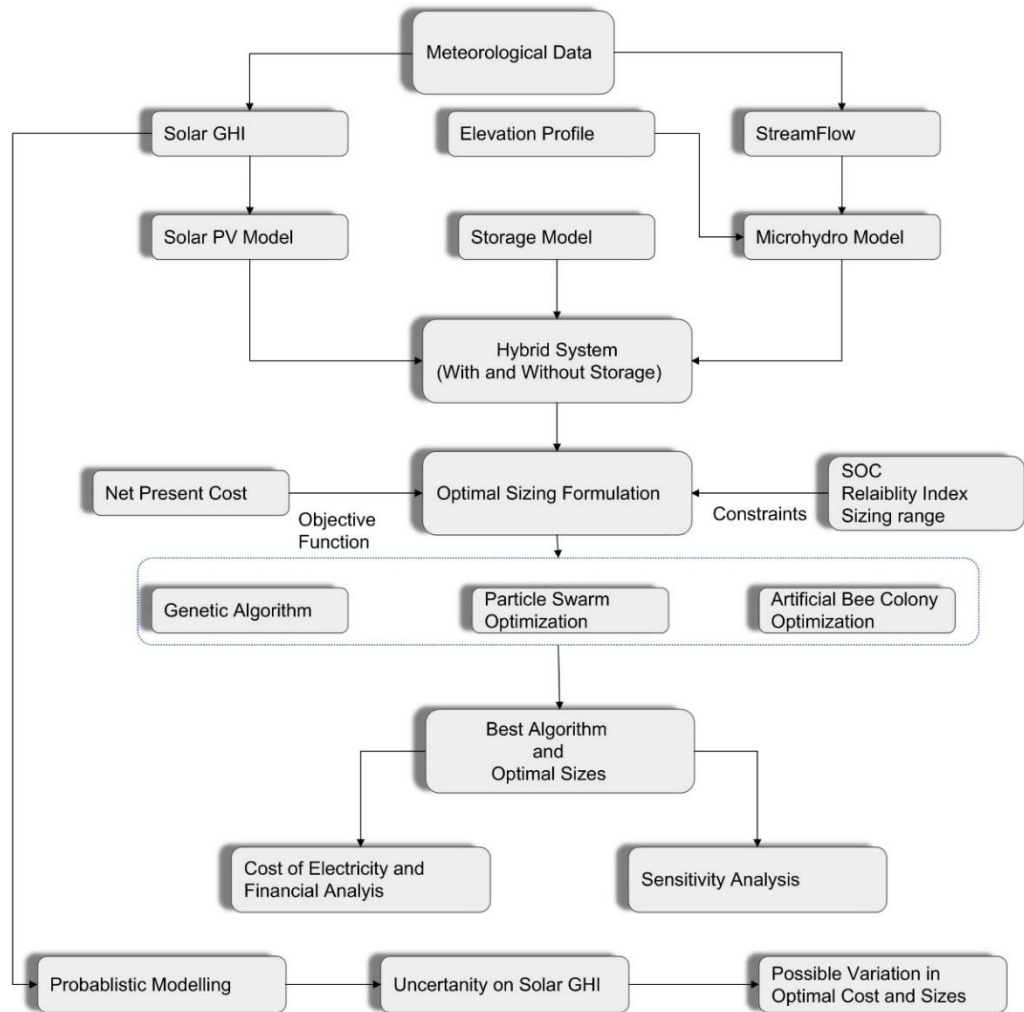 Meteorological Data
Solar GHI
Elevation Profile
StreamFlow
Solar PV Model
Storage Model
Microhydro Model
Hybrid System
(With and Without Storage)
Net Present Cost
Optimal Sizing Formulation
SOC
Relaiblity Index
Sizing range
Objective
Function
Constraints
Genetic Algorithm
Particle Swarm
Optimization
Artificial Bee Colony
Optimization
Best Algorithm
and
Optimal Sizes
Cost of Electricity and
Financial Analyis
Sensitivity Analysis
Probablistic Modelling
Uncertanity on Solar GHI
Possible Variation in
Optimal Cost and Sizes